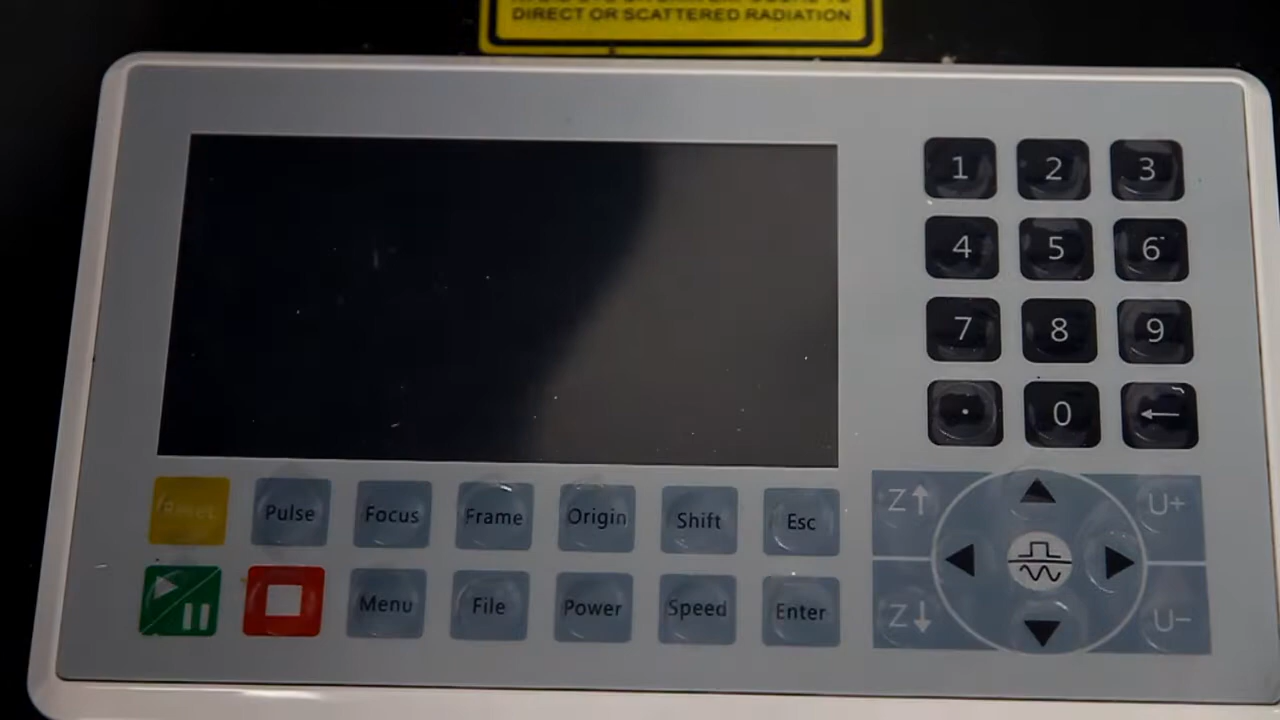 DIRECT OR SCATTERED RADIATION
1 2 3
4 5 6
7 8 9
. 0 ←
Reset Pulse Focus Frame Origin Shift Esc
Menu File Power Speed Enter
Z↑ U+
Z↓ U−